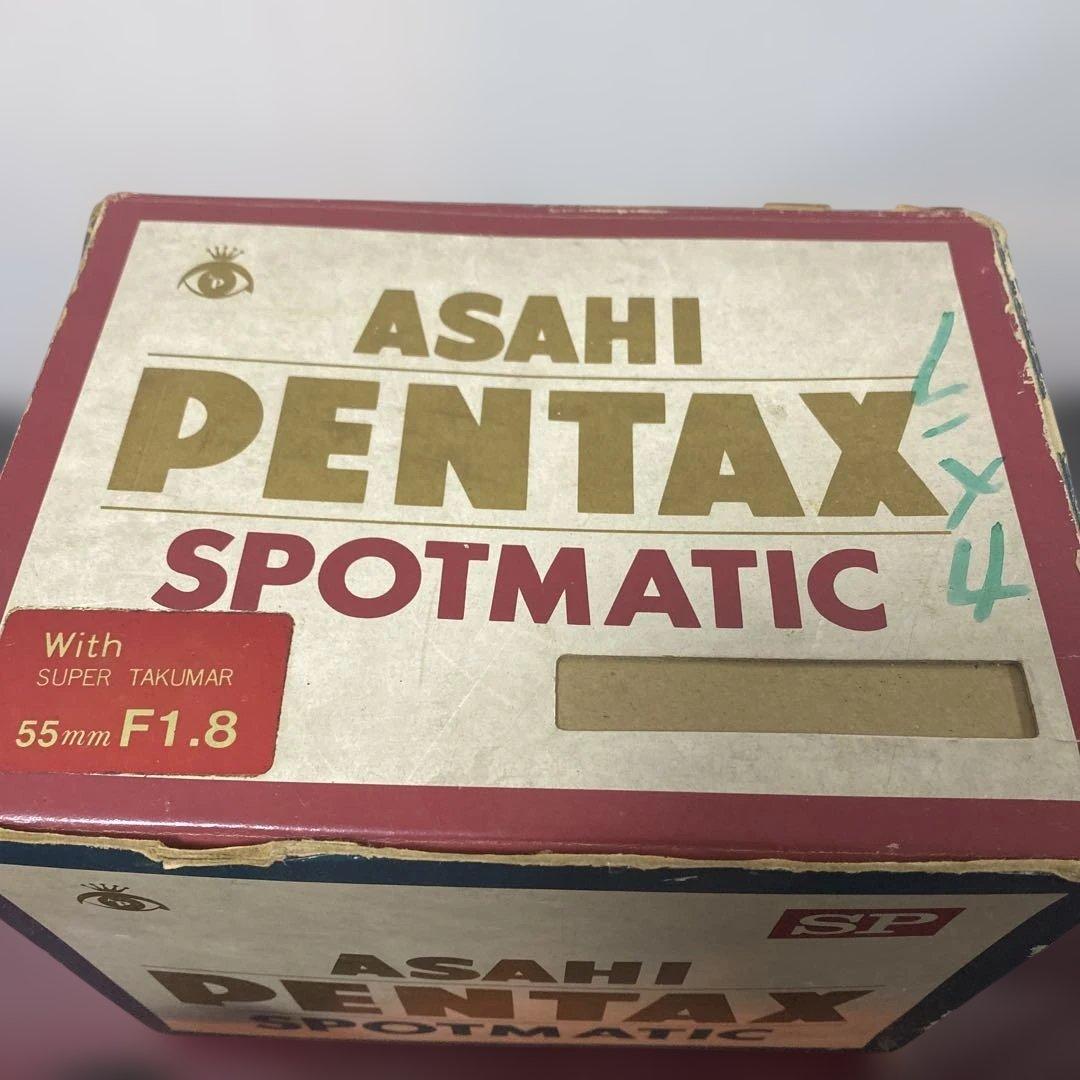 ASAHI
PENTAX
SPOTMATIC
With
SUPER TAKUMAR
55mm F1.8
SP
ASAHI
PENTAX
SPOTMATIC